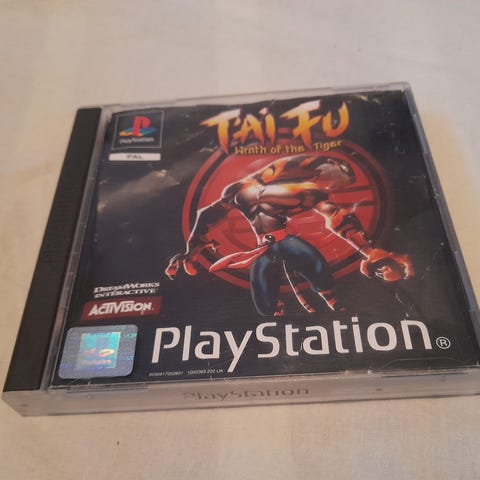 PlayStation
PAL
TAI-FU
Wrath of the Tiger
DREAMWORKS
INTERACTIVE
ACTIVISION.
PlayStation®
PlayStation